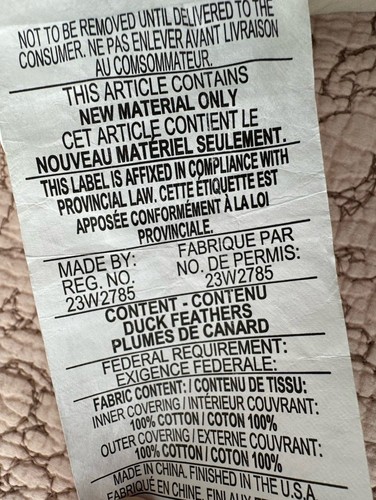 NOT TO BE REMOVED UNTIL DELIVERED TO THE
CONSUMER. NE PAS ENLEVER AVANT LIVRAISON
AU COMSOMMATEUR.
THIS ARTICLE CONTAINS
NEW MATERIAL ONLY
CET ARTICLE CONTIENT LE
NOUVEAU MATÉRIEL SEULEMENT.
THIS LABEL IS AFFIXED IN COMPLIANCE WITH
PROVINCIAL LAW. CETTE ÉTIQUETTE EST
APPOSÉE CONFORMÉMENT À LA LOI
PROVINCIALE.
MADE BY: FABRIQUE PAR
REG. NO. NO. DE PERMIS:
23W2785 23W2785
CONTENT - CONTENU
DUCK FEATHERS
PLUMES DE CANARD
FEDERAL REQUIREMENT:
EXIGENCE FEDERALE:
FABRIC CONTENT: / CONTENU DE TISSU:
INNER COVERING / INTÉRIEUR COUVRANT:
100% COTTON / COTON 100%
OUTER COVERING / EXTERNE COUVRANT:
100% COTTON / COTON 100%
MADE IN CHINA, FINISHED IN THE U.S.A
FABRIQUÉ EN CHINE, FINI AUX